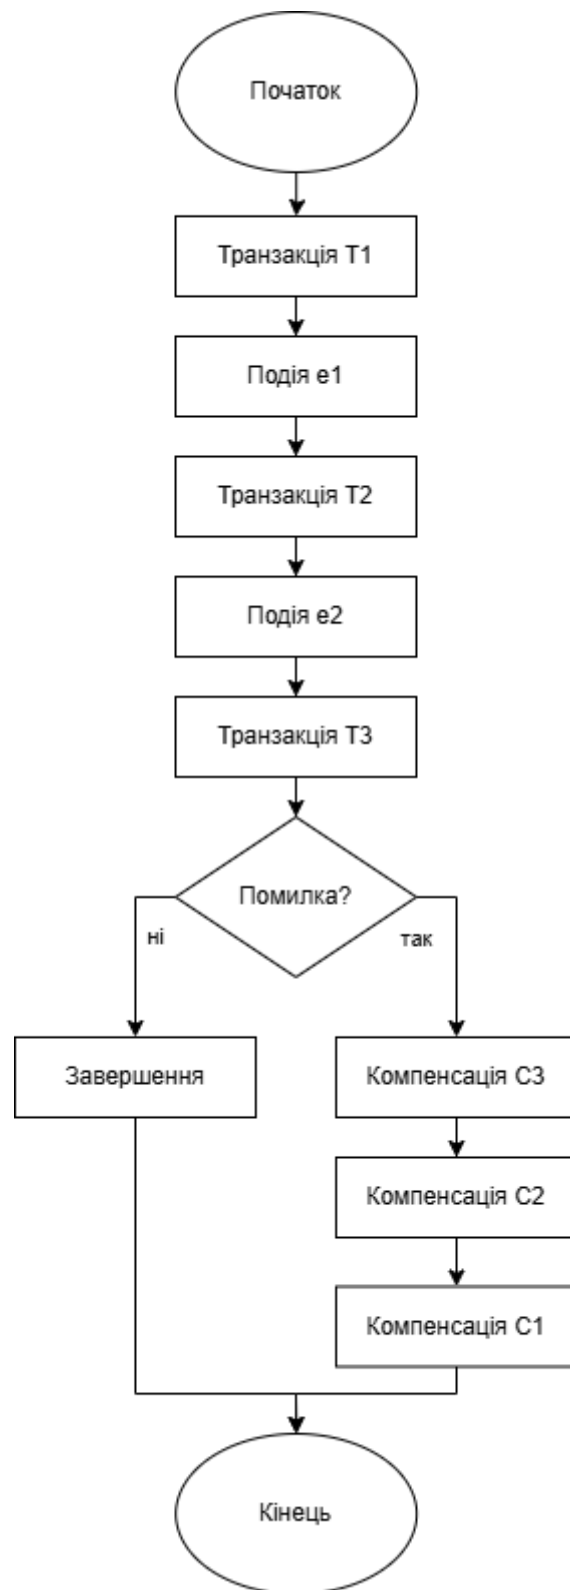 Початок
Транзакція T1
Подія e1
Транзакція T2
Подія e2
Транзакція T3
Помилка?
ні
так
Завершення
Компенсація C3
Компенсація C2
Компенсація C1
Кінець